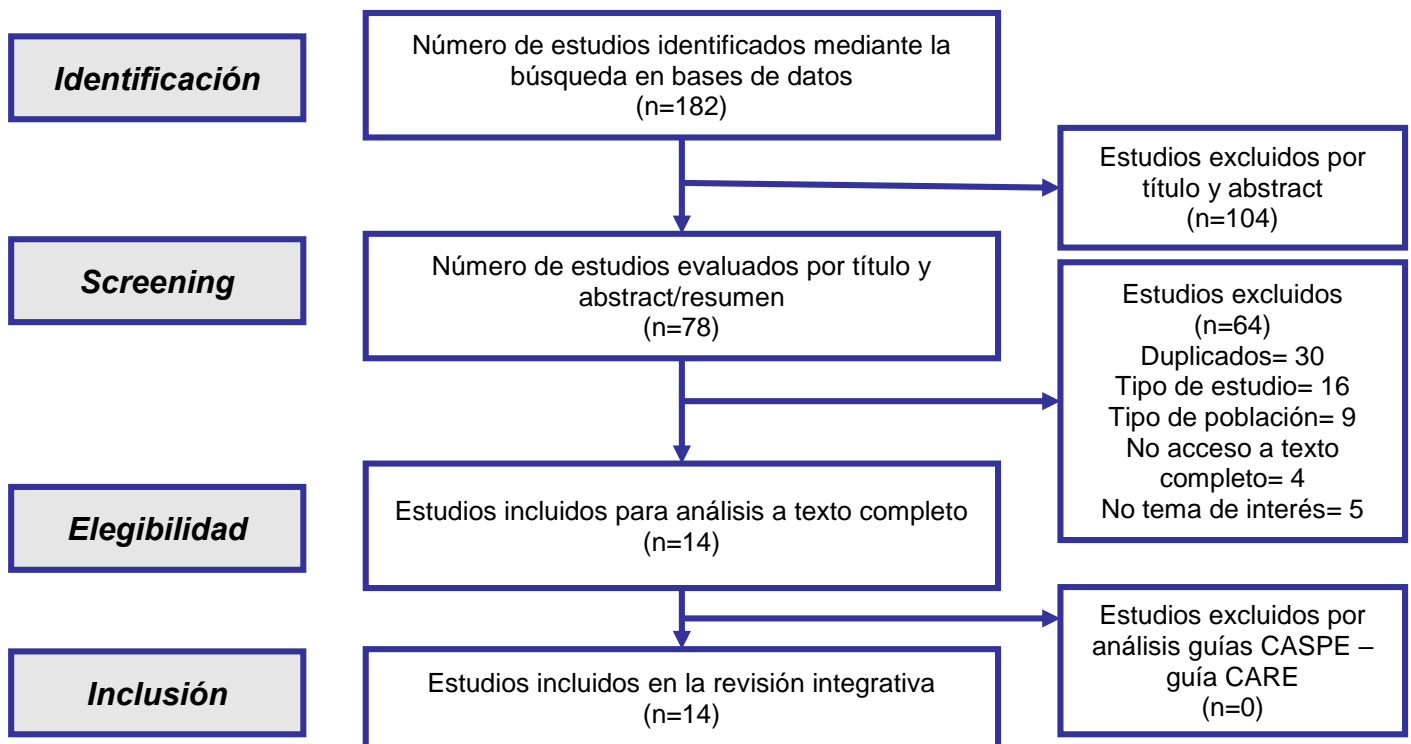 Identificación
Número de estudios identificados mediante la
búsqueda en bases de datos
(n=182)
Estudios excluidos por
título y abstract
(n=104)
Screening
Número de estudios evaluados por título y
abstract/resumen
(n=78)
Estudios excluidos
(n=64)
Duplicados= 30
Tipo de estudio= 16
Tipo de población= 9
No acceso a texto
completo= 4
No tema de interés= 5
Elegibilidad
Estudios incluidos para análisis a texto completo
(n=14)
Estudios excluidos por
análisis guías CASPE –
guía CARE
(n=0)
Inclusión
Estudios incluidos en la revisión integrativa
(n=14)